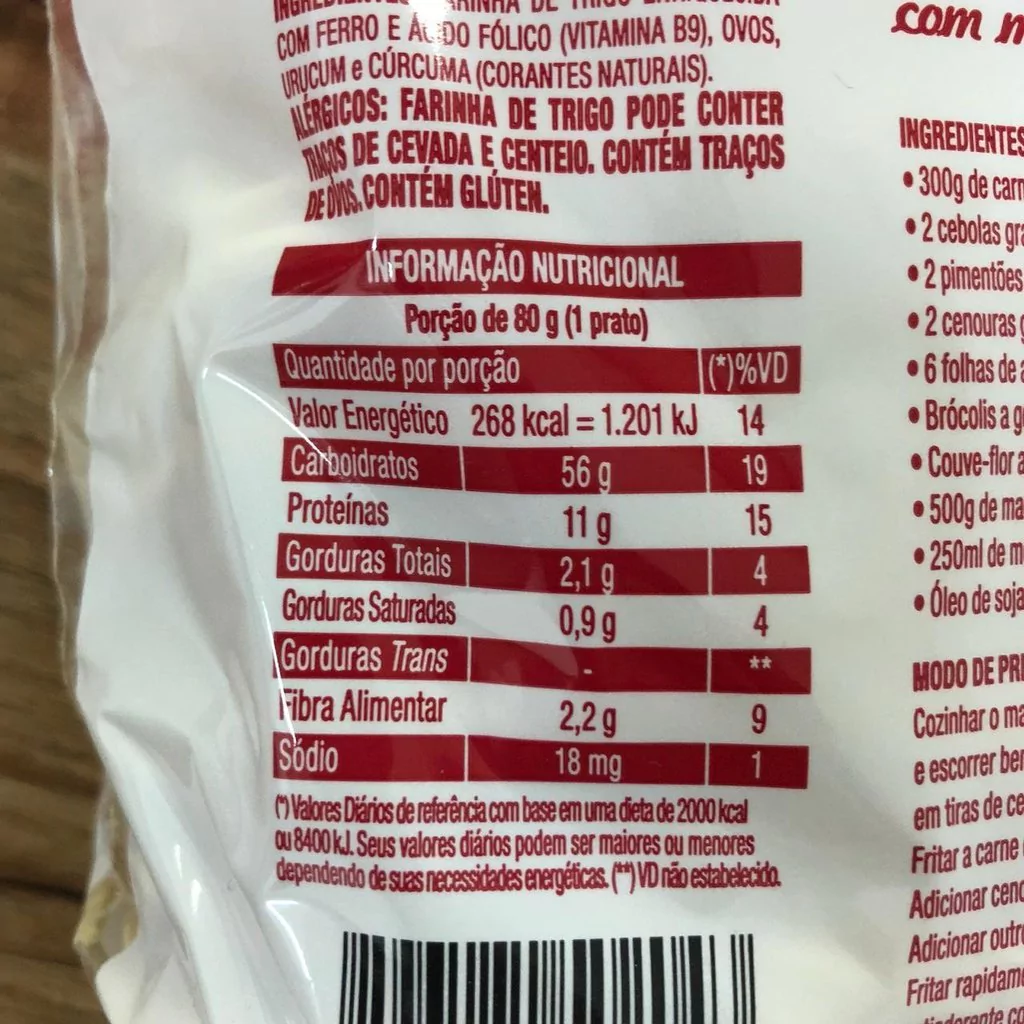 COM FERRO E ÁCIDO FÓLICO (VITAMINA B9), OVOS,
URUCUM e CÚRCUMA (CORANTES NATURAIS).
ALÉRGICOS: FARINHA DE TRIGO PODE CONTER
TRAÇOS DE CEVADA E CENTEIO. CONTÉM TRAÇOS
DE OVOS. CONTÉM GLÚTEN.
INFORMAÇÃO NUTRICIONAL
Porção de 80 g (1 prato)
Quantidade por porção (*)%VD
Valor Energético 268 kcal = 1.201 kJ 14
Carboidratos 56 g 19
Proteínas 11 g 15
Gorduras Totais 2,1 g 4
Gorduras Saturadas 0,9 g 4
Gorduras Trans - **
Fibra Alimentar 2,2 g 9
Sódio 18 mg 1
(*) Valores Diários de referência com base em uma dieta de 2000 kcal
ou 8400 kJ. Seus valores diários podem ser maiores ou menores
dependendo de suas necessidades energéticas. (**) VD não estabelecido.
com
INGREDIENTES
• 300g de
• 2 cebolas
• 2 pimentões
• 2 cenouras
• 6 folhas de
• Brócolis a
• Couve-flor
• 500g de
• 250ml de
• Óleo de soja
MODO DE
Cozinhar o
e escorrer
em tiras de
Fritar a carne
Adicionar
Adicionar
Fritar